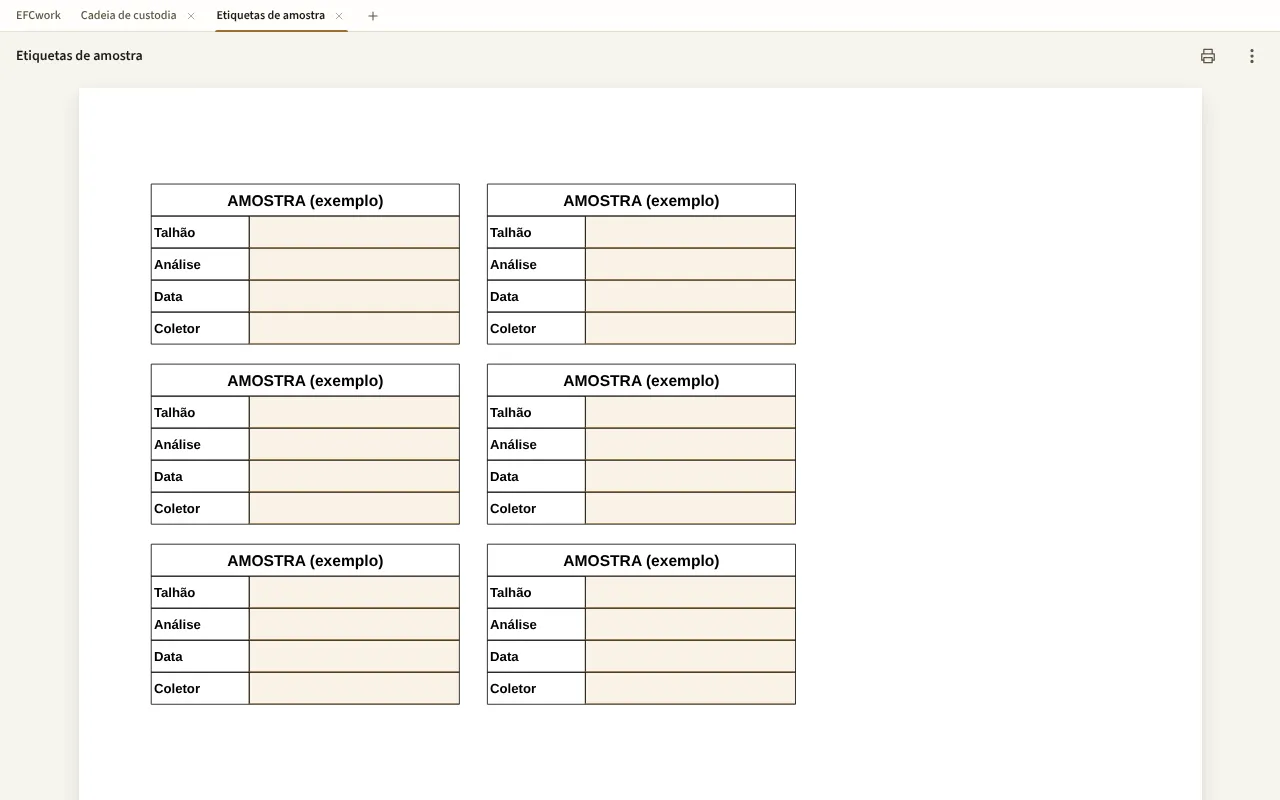 EFCwork Cadeia de custodia Etiquetas de amostra
Etiquetas de amostra
AMOSTRA (exemplo) AMOSTRA (exemplo)
Talhão Talhão
Análise Análise
Data Data
Coletor Coletor
AMOSTRA (exemplo) AMOSTRA (exemplo)
Talhão Talhão
Análise Análise
Data Data
Coletor Coletor
AMOSTRA (exemplo) AMOSTRA (exemplo)
Talhão Talhão
Análise Análise
Data Data
Coletor Coletor